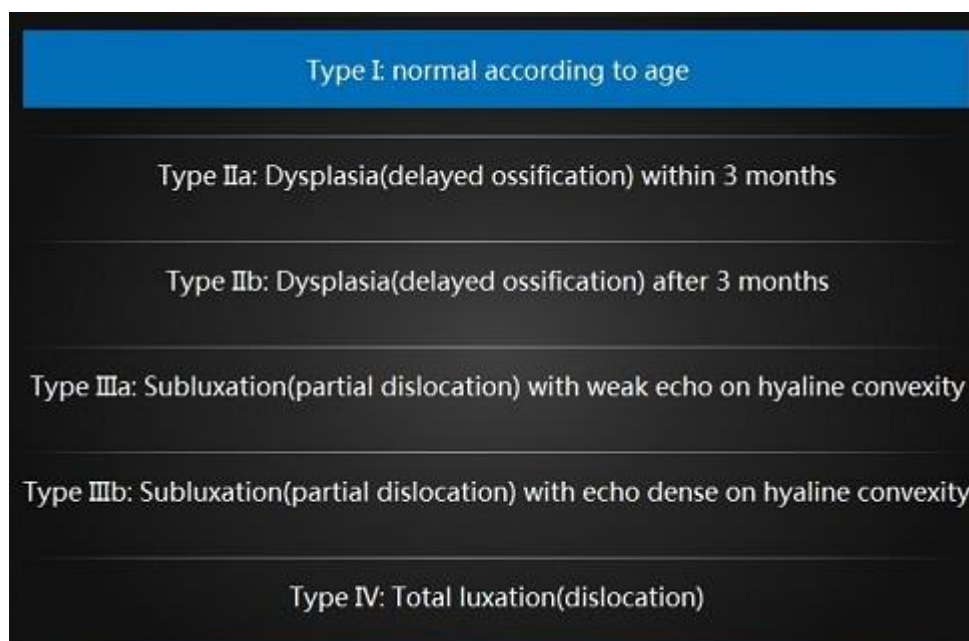 Type I: normal according to age
Type Ⅱa: Dysplasia(delayed ossification) within 3 months
Type Ⅱb: Dysplasia(delayed ossification) after 3 months
Type Ⅲa: Subluxation(partial dislocation) with weak echo on hyaline convexity
Type Ⅲb: Subluxation(partial dislocation) with echo dense on hyaline convexity
Type Ⅳ: Total luxation(dislocation)